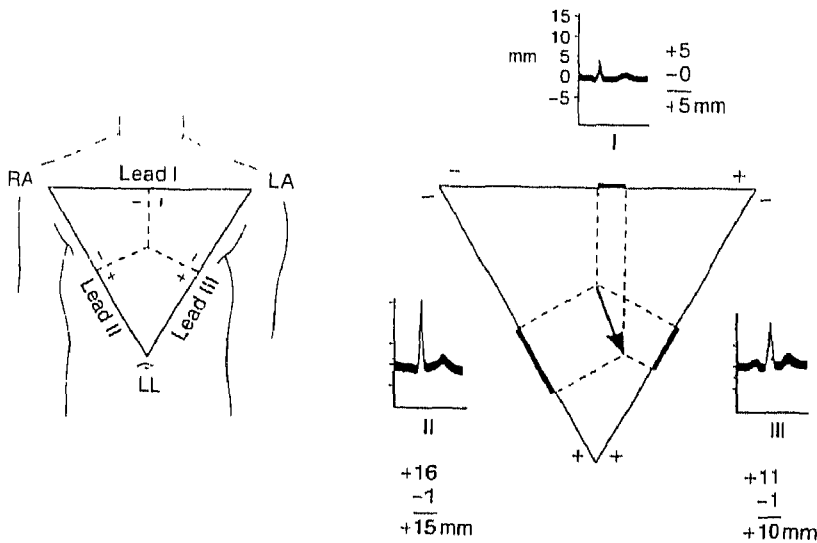 RA
Lead I
LA
− +
− +
− +
Lead II
Lead III
LL
mm
15
10
5
0
−5
+5
−0
+5 mm
I
−
+
−
−
II
+16
−1
+15 mm
+ +
III
+11
−1
+10 mm